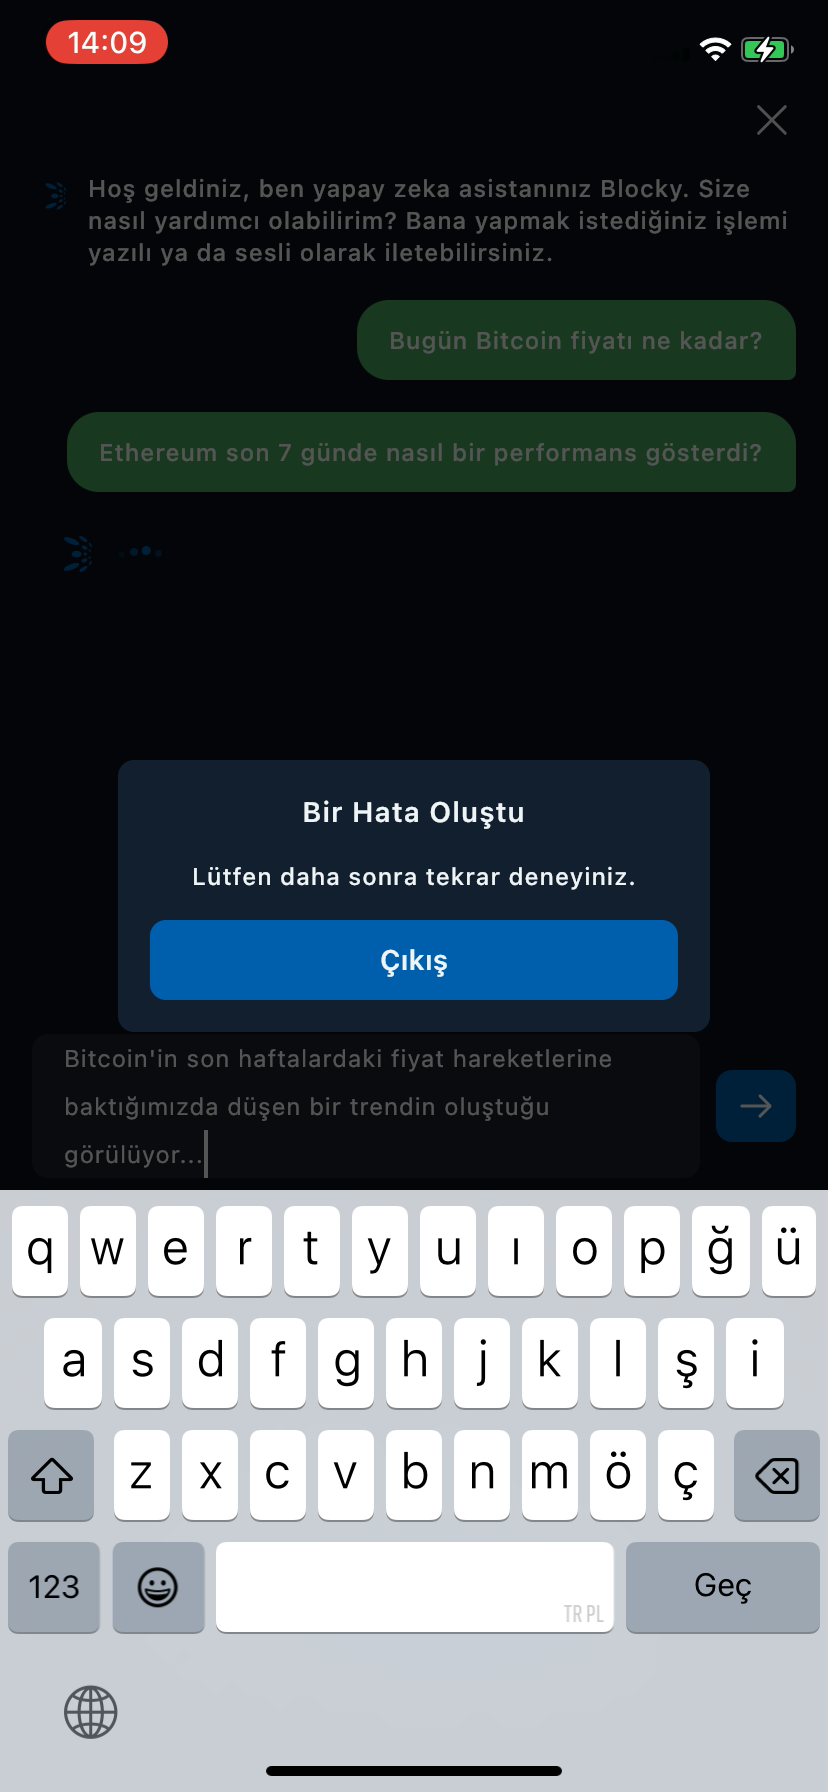 14:09
Hoş geldiniz, ben yapay zeka asistanınız Blocky. Size
nasıl yardımcı olabilirim? Bana yapmak istediğiniz işlemi
yazılı ya da sesli olarak iletebilirsiniz.
Bugün Bitcoin fiyatı ne kadar?
Ethereum son 7 günde nasıl bir performans gösterdi?
Bir Hata Oluştu
Lütfen daha sonra tekrar deneyiniz.
Çıkış
Bitcoin'in son haftalardaki fiyat hareketlerine
baktığımızda düşen bir trendin oluştuğu
görülüyor...
q w e r t y u ı o p ğ ü
a s d f g h j k l ş i
z x c v b n m ö ç
123
TR PL
Geç